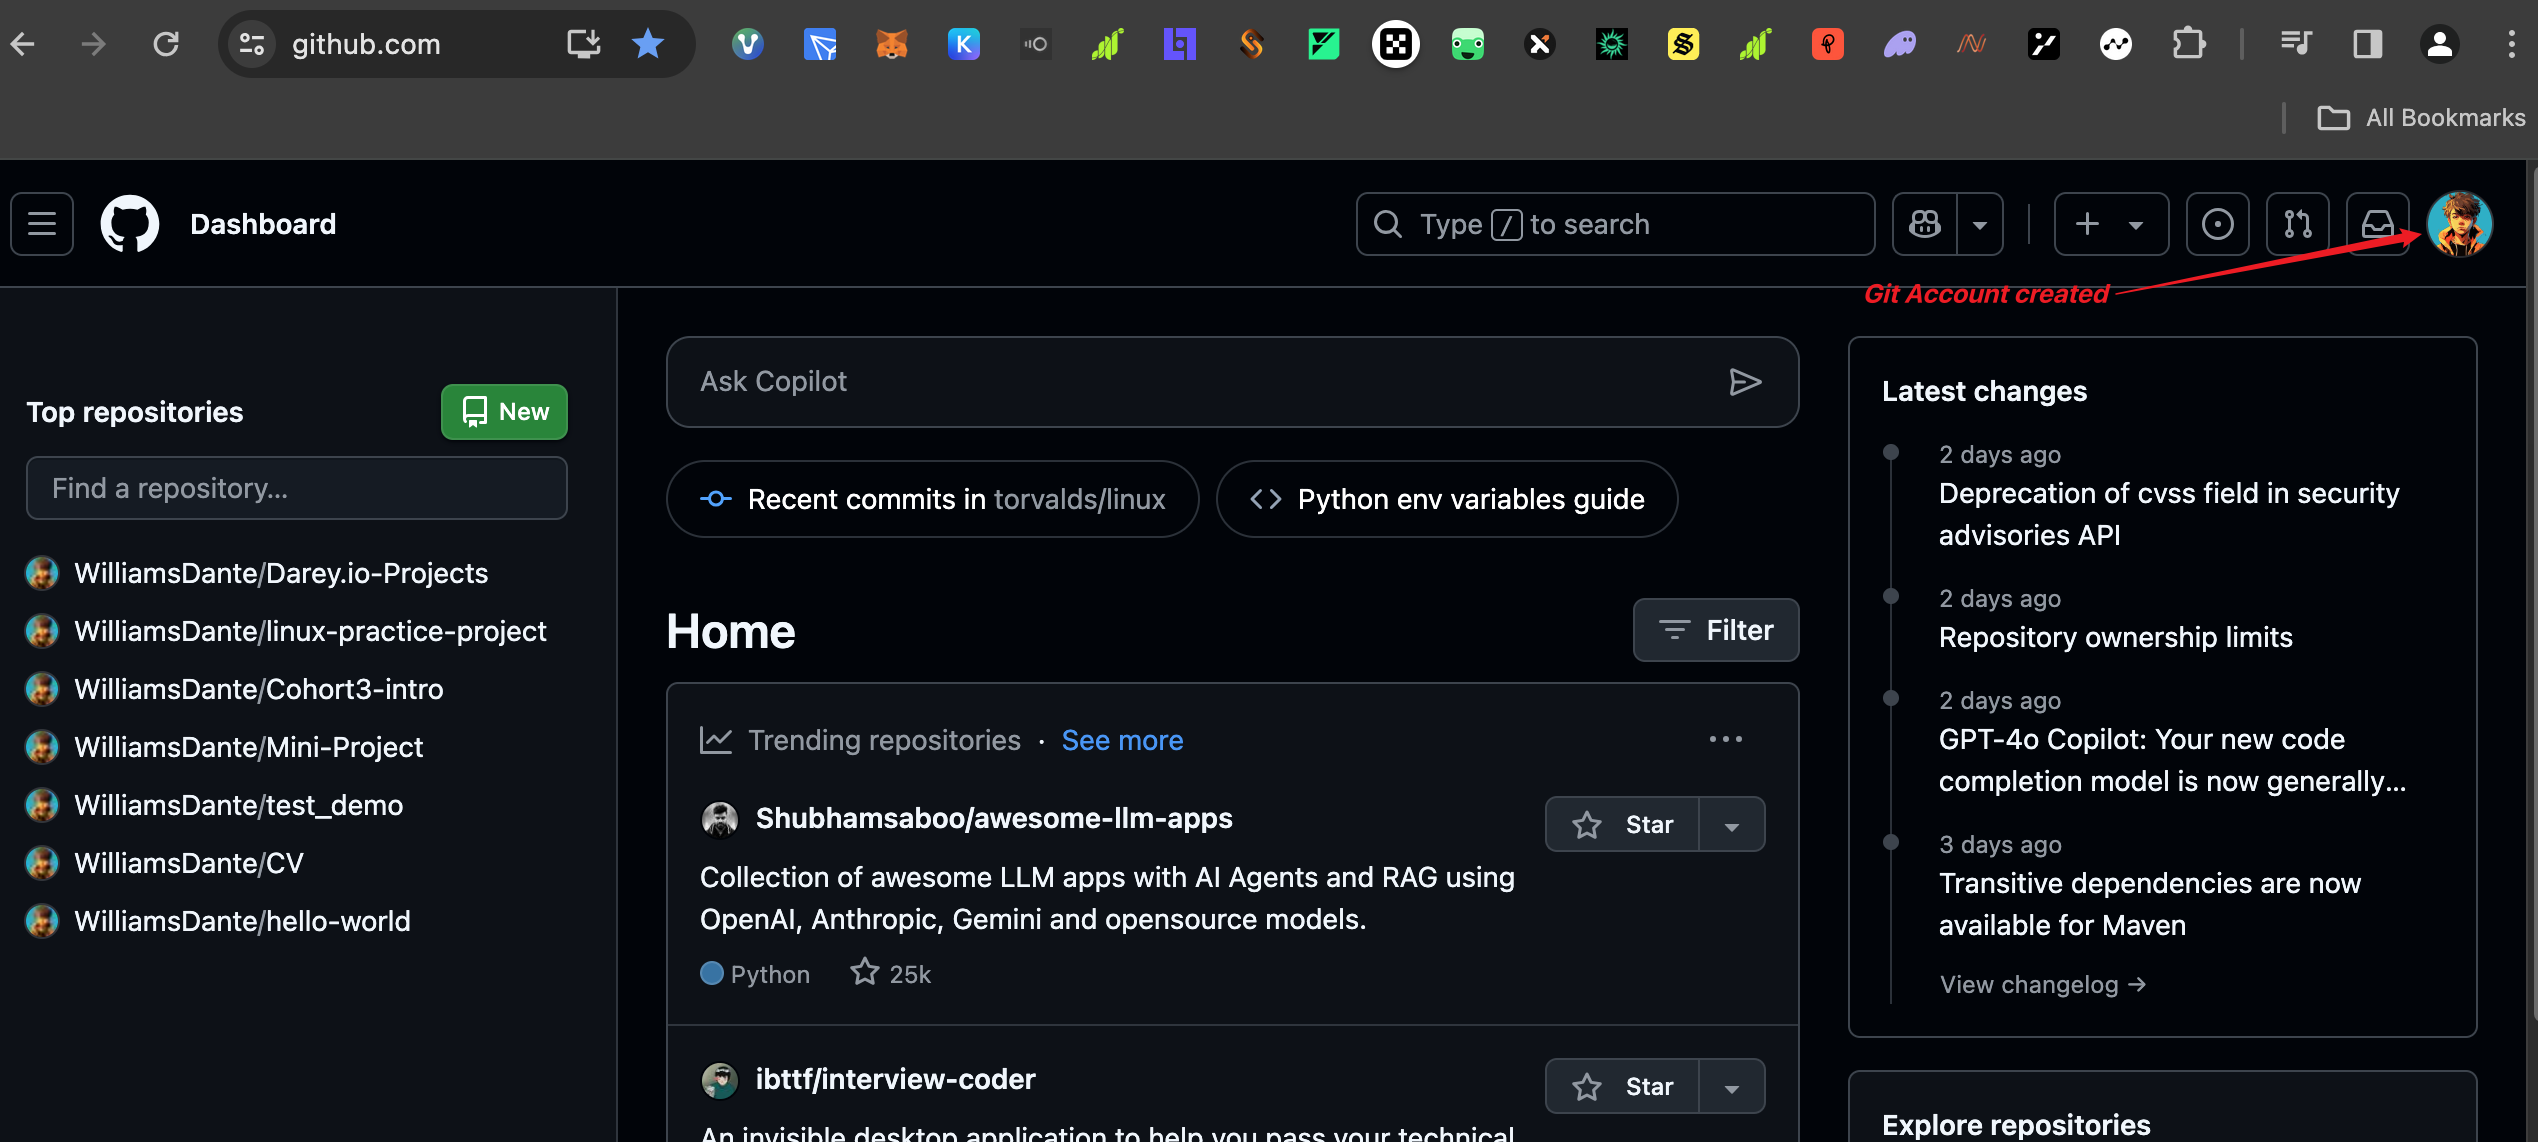 github.com
All Bookmarks
Dashboard
Type / to search
Git Account created
Top repositories
New
Find a repository...
WilliamsDante/Darey.io-Projects
WilliamsDante/linux-practice-project
WilliamsDante/Cohort3-intro
WilliamsDante/Mini-Project
WilliamsDante/test_demo
WilliamsDante/CV
WilliamsDante/hello-world
Ask Copilot
Recent commits in torvalds/linux
Python env variables guide
Home
Filter
Trending repositories · See more
Shubhamsaboo/awesome-llm-apps
Star
Collection of awesome LLM apps with AI Agents and RAG using
OpenAI, Anthropic, Gemini and opensource models.
Python 25k
ibttf/interview-coder
Star
An invisible desktop application to help you pass your technical
Latest changes
2 days ago
Deprecation of cvss field in security
advisories API
2 days ago
Repository ownership limits
2 days ago
GPT-4o Copilot: Your new code
completion model is now generally...
3 days ago
Transitive dependencies are now
available for Maven
View changelog →
Explore repositories